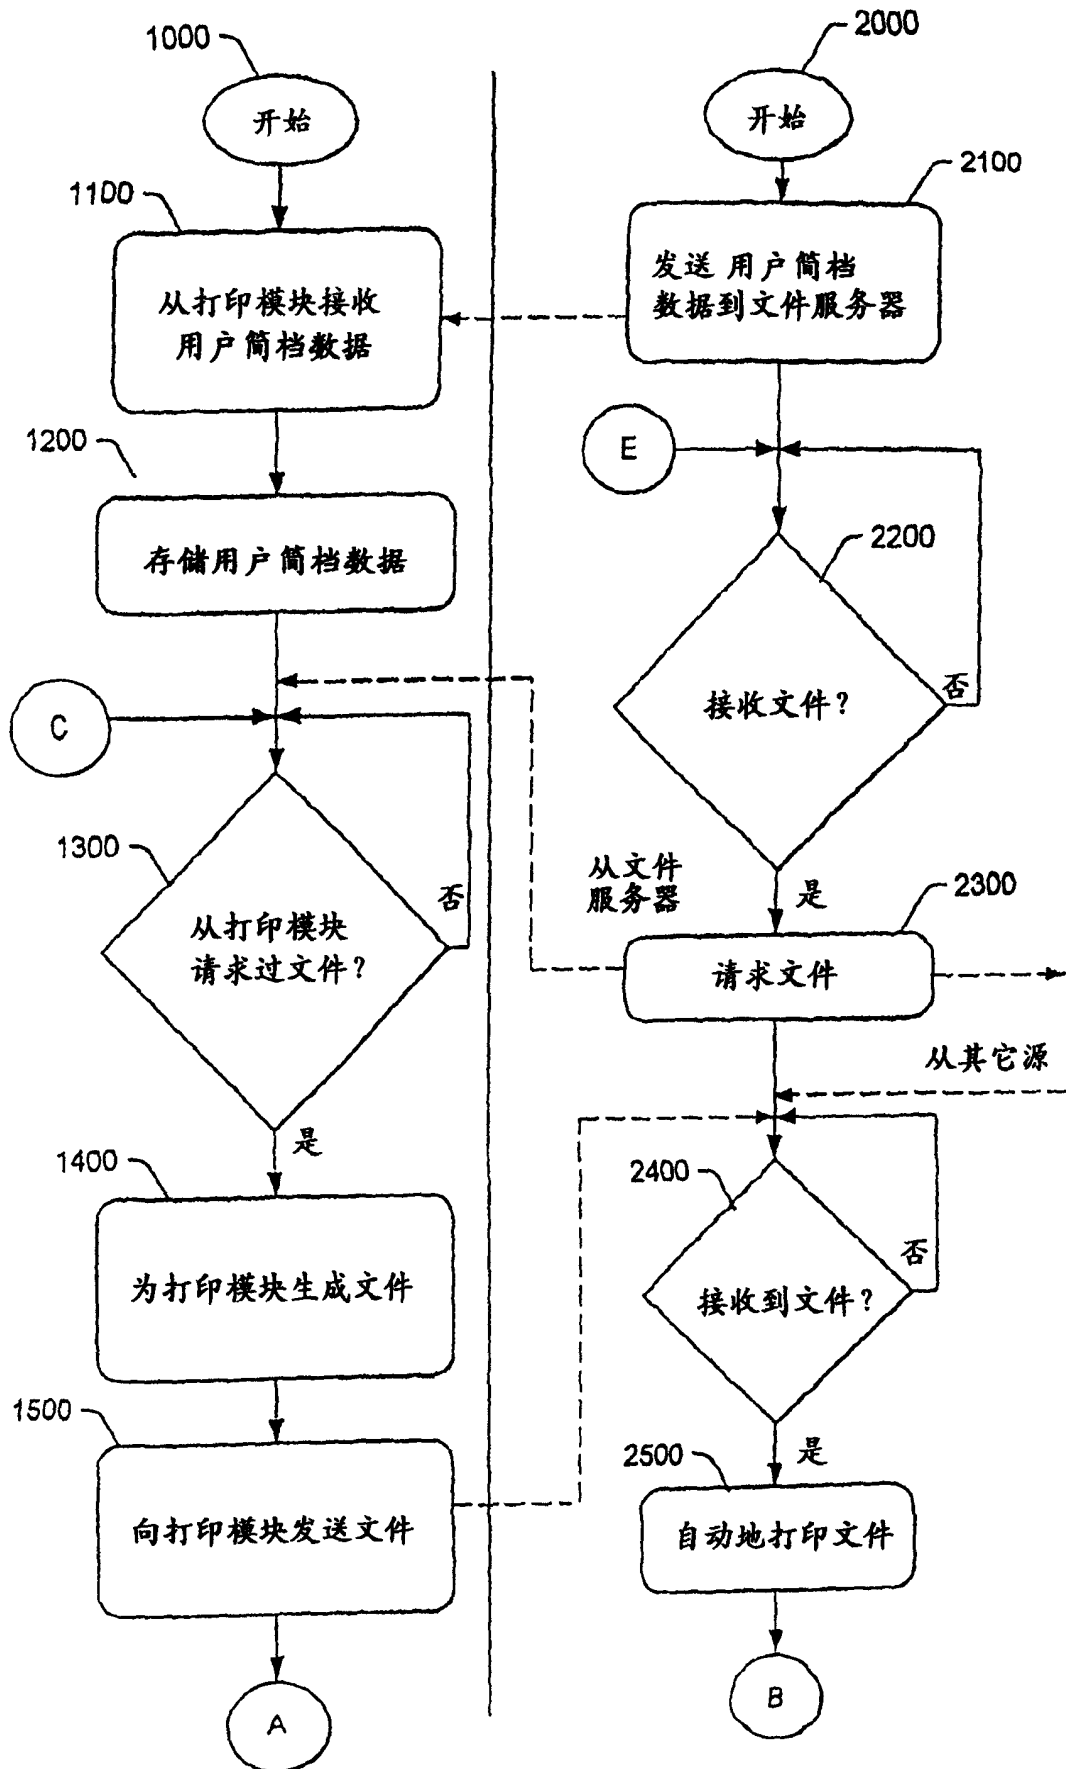 1000
开始
1100
从打印模块接收
用户简档数据
1200
存储用户简档数据
C
1300
否
从打印模块
请求过文件?
是
1400
为打印模块生成文件
1500
向打印模块发送文件
A
2000
开始
2100
发送 用户简档
数据到文件服务器
E
2200
否
接收文件?
从文件
服务器
是
2300
请求文件
从其它源
2400
否
接收到文件?
是
2500
自动地打印文件
B